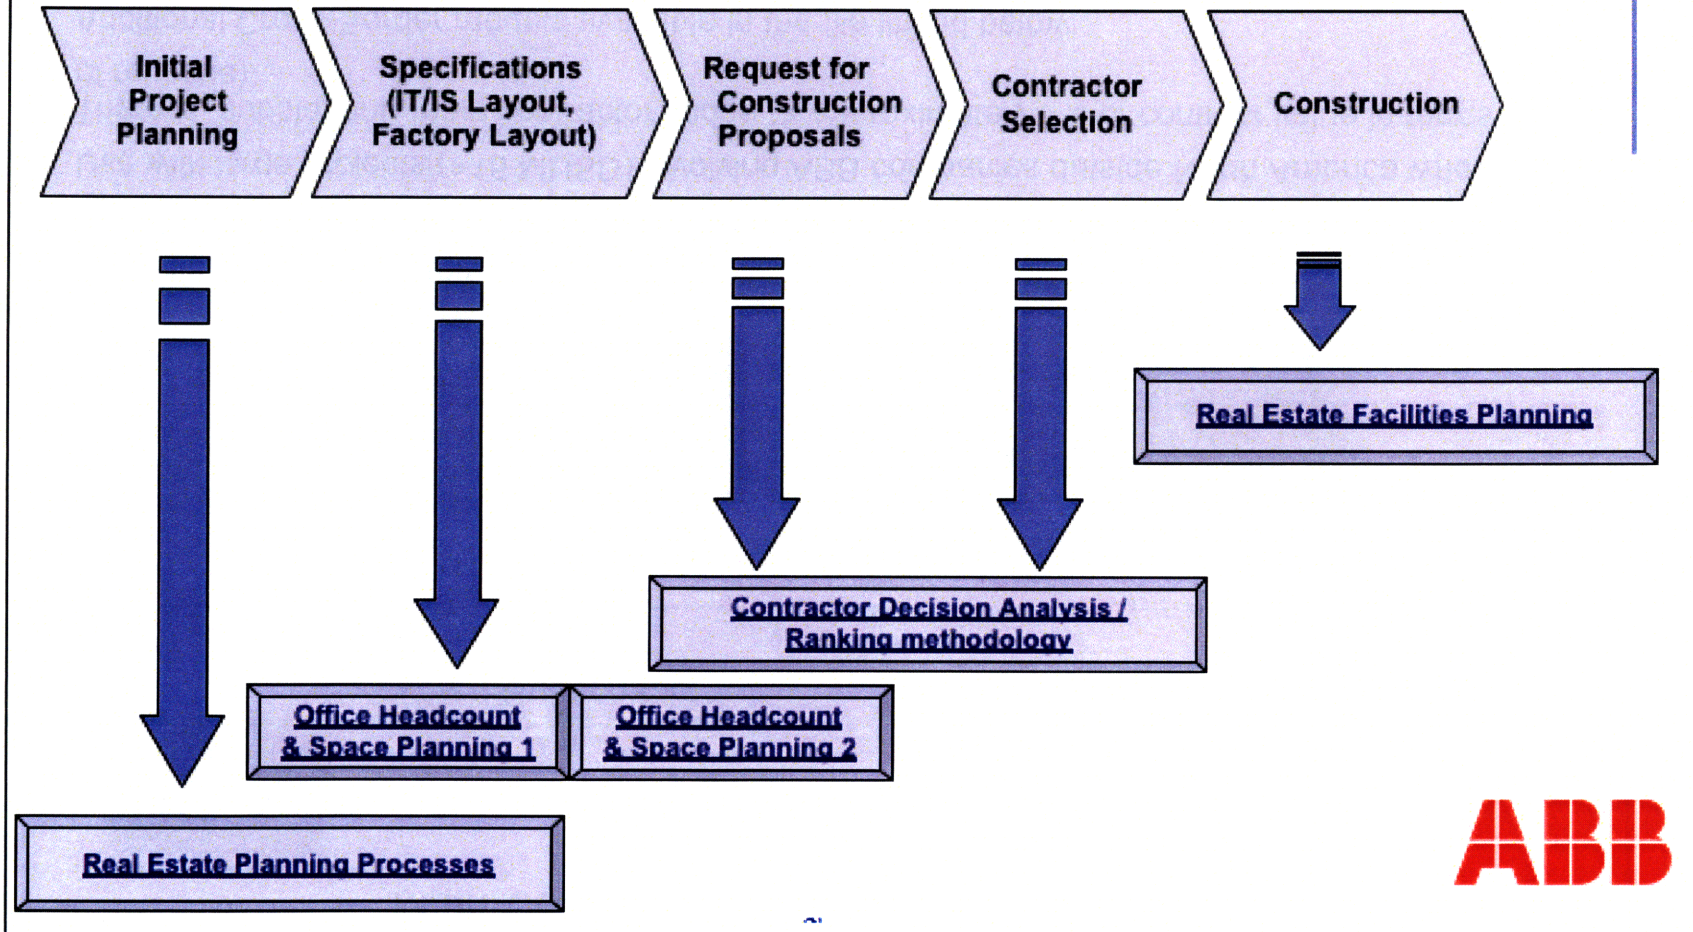 Initial
Project
Planning
Specifications
(IT/IS Layout,
Factory Layout)
Request for
Construction
Proposals
Contractor
Selection
Construction
Real Estate Facilities Planning
Contractor Decision Analysis /
Ranking methodology
Office Headcount
& Space Planning 1
Office Headcount
& Space Planning 2
Real Estate Planning Processes
ABB